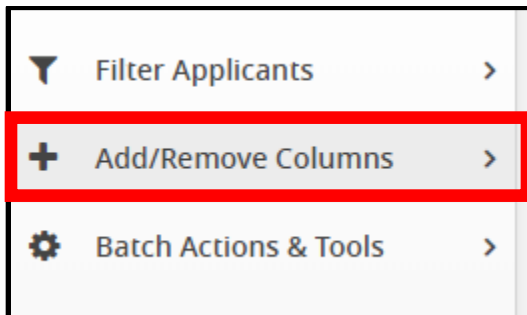 Filter Applicants
Add/Remove Columns
Batch Actions & Tools